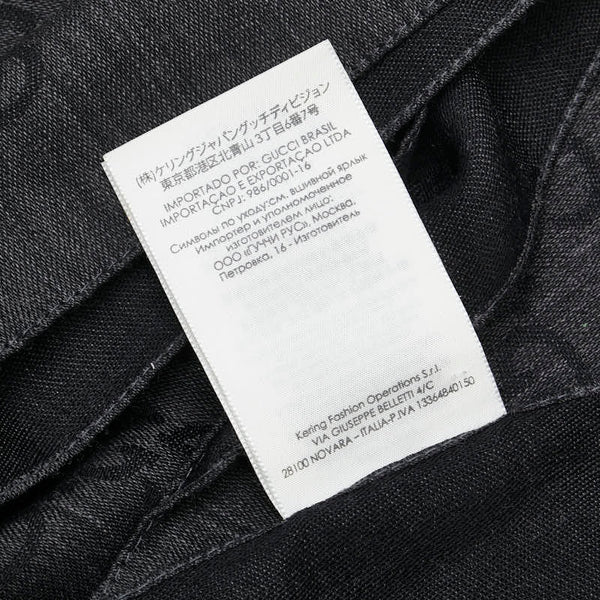 (株)ケリングジャパングッチディビジョン
東京都港区北青山3丁目6番7号
IMPORTADO POR: GUCCI BRASIL
IMPORTACAO E EXPORTACAO LTDA
CNPJ: 986/0001-16
Символы по уходу:см. вшивной ярлык
Импортер и уполномоченное
изготовителем лицо:
ООО «ГУЧЧИ РУС», Москва,
Петровка, 16 - Изготовитель
Kering Fashion Operations S.r.l.
VIA GIUSEPPE BELLETTI 4/C
28100 NOVARA-ITALIA-P.IVA 13364840150